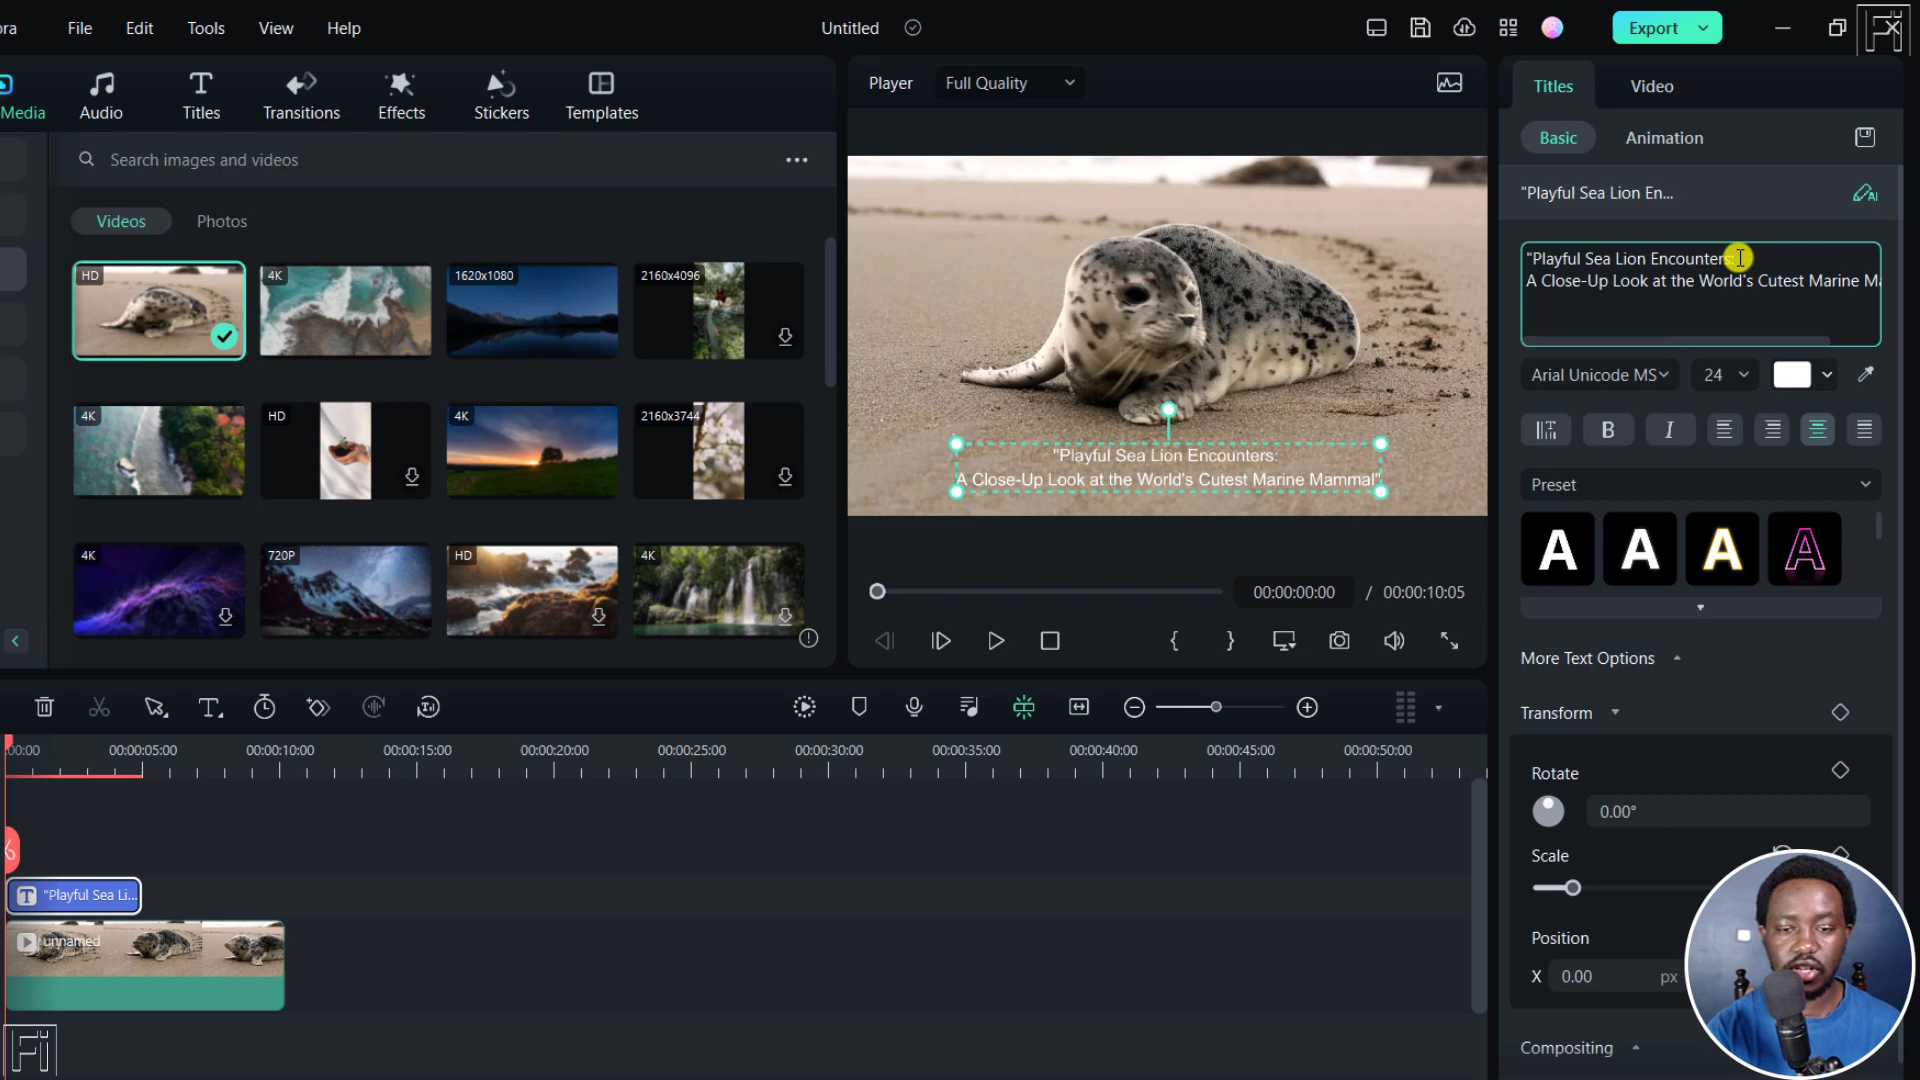 ora File Edit Tools View Help Untitled Export
Media Audio Titles Transitions Effects Stickers Templates
Player Full Quality
Titles Video
Search images and videos
Basic Animation
Videos Photos
"Playful Sea Lion En...
AI
HD 4K 1620x1080 2160x4096
"Playful Sea Lion Encounters:
A Close-Up Look at the World's Cutest Marine Ma
Arial Unicode MS 24
4K HD 4K 2160x3744
B I
"Playful Sea Lion Encounters:
A Close-Up Look at the World's Cutest Marine Mammal"
Preset
A A A A
4K 720P HD 4K
00:00:00:00 / 00:00:10:05
{ }
More Text Options
Transform
Rotate
0.00°
Scale
Position
X 0.00 px
Compositing
:00:00 00:00:05:00 00:00:10:00 00:00:15:00 00:00:20:00 00:00:25:00 00:00:30:00 00:00:35:00 00:00:40:00 00:00:45:00 00:00:50:00
T "Playful Sea Li...
unnamed
Fi
Fi